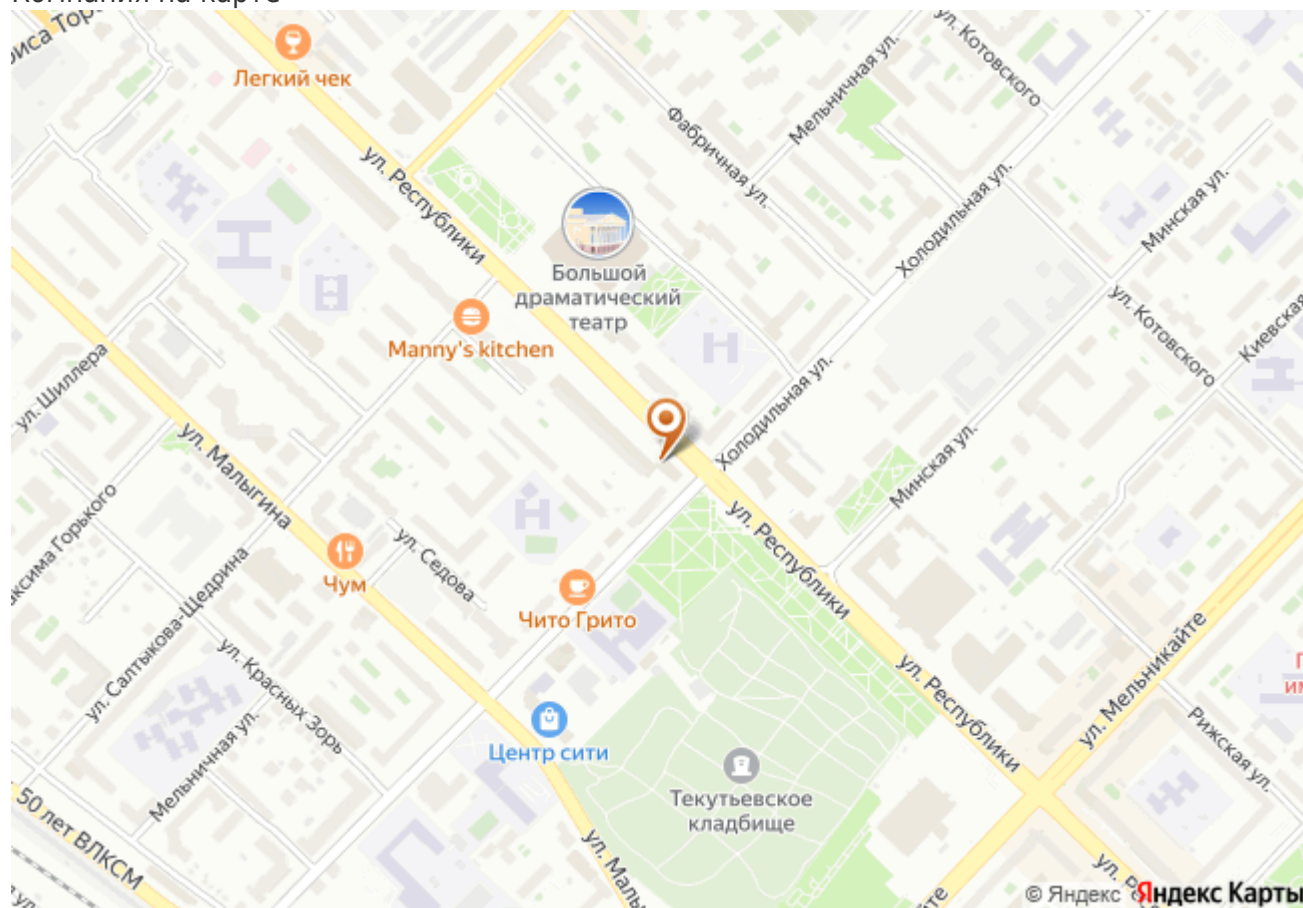 Компания на карте
Легкий чек
ул. Котовского
Мельничная ул.
Фабричная ул.
ул. Республики
Холодильная ул.
Минская ул.
Большой
драматический
театр
Manny's kitchen
ул. Котовского
Киевская
ул. Шиллера
Холодильная ул.
ул. Малыгина
Минская ул.
ул. Республики
ул. Седова
Чум
Чито Грито
ул. Салтыкова-Щедрина
ул. Красных Зорь
Мельничная ул.
ул. Республики
ул. Мельникайте
Рижская ул.
Центр сити
Текутьевское
кладбище
50 лет ВЛКСМ
© Яндекс Яндекс Карты